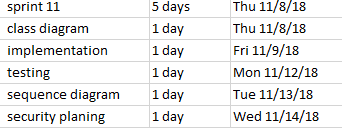 sprint 11 5 days Thu 11/8/18
class diagram 1 day Thu 11/8/18
implementation 1 day Fri 11/9/18
testing 1 day Mon 11/12/18
sequence diagram 1 day Tue 11/13/18
security planing 1 day Wed 11/14/18